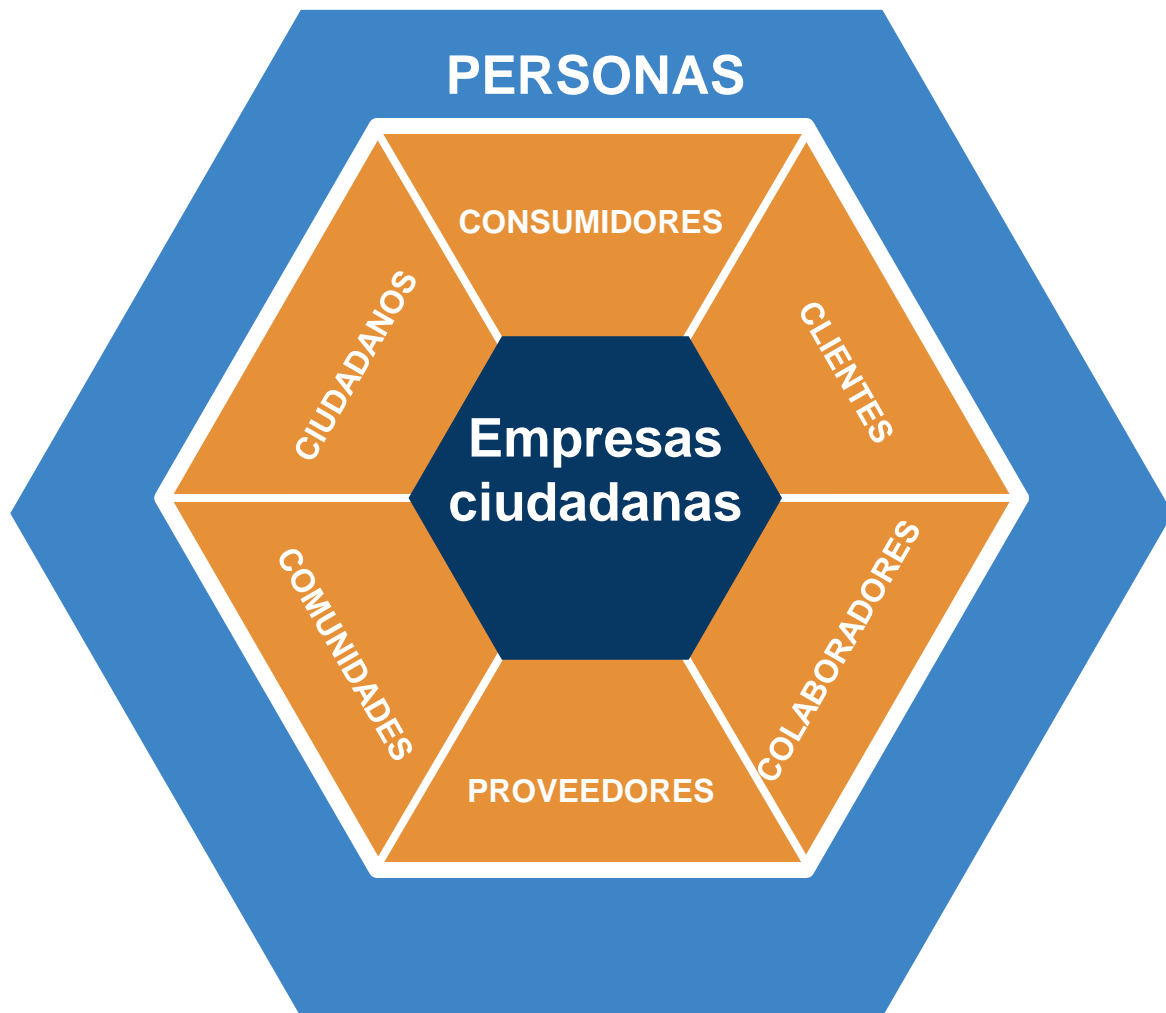 PERSONAS
CONSUMIDORES
CIUDADANOS
CLIENTES
Empresas
ciudadanas
COMUNIDADES
COLABORADORES
PROVEEDORES